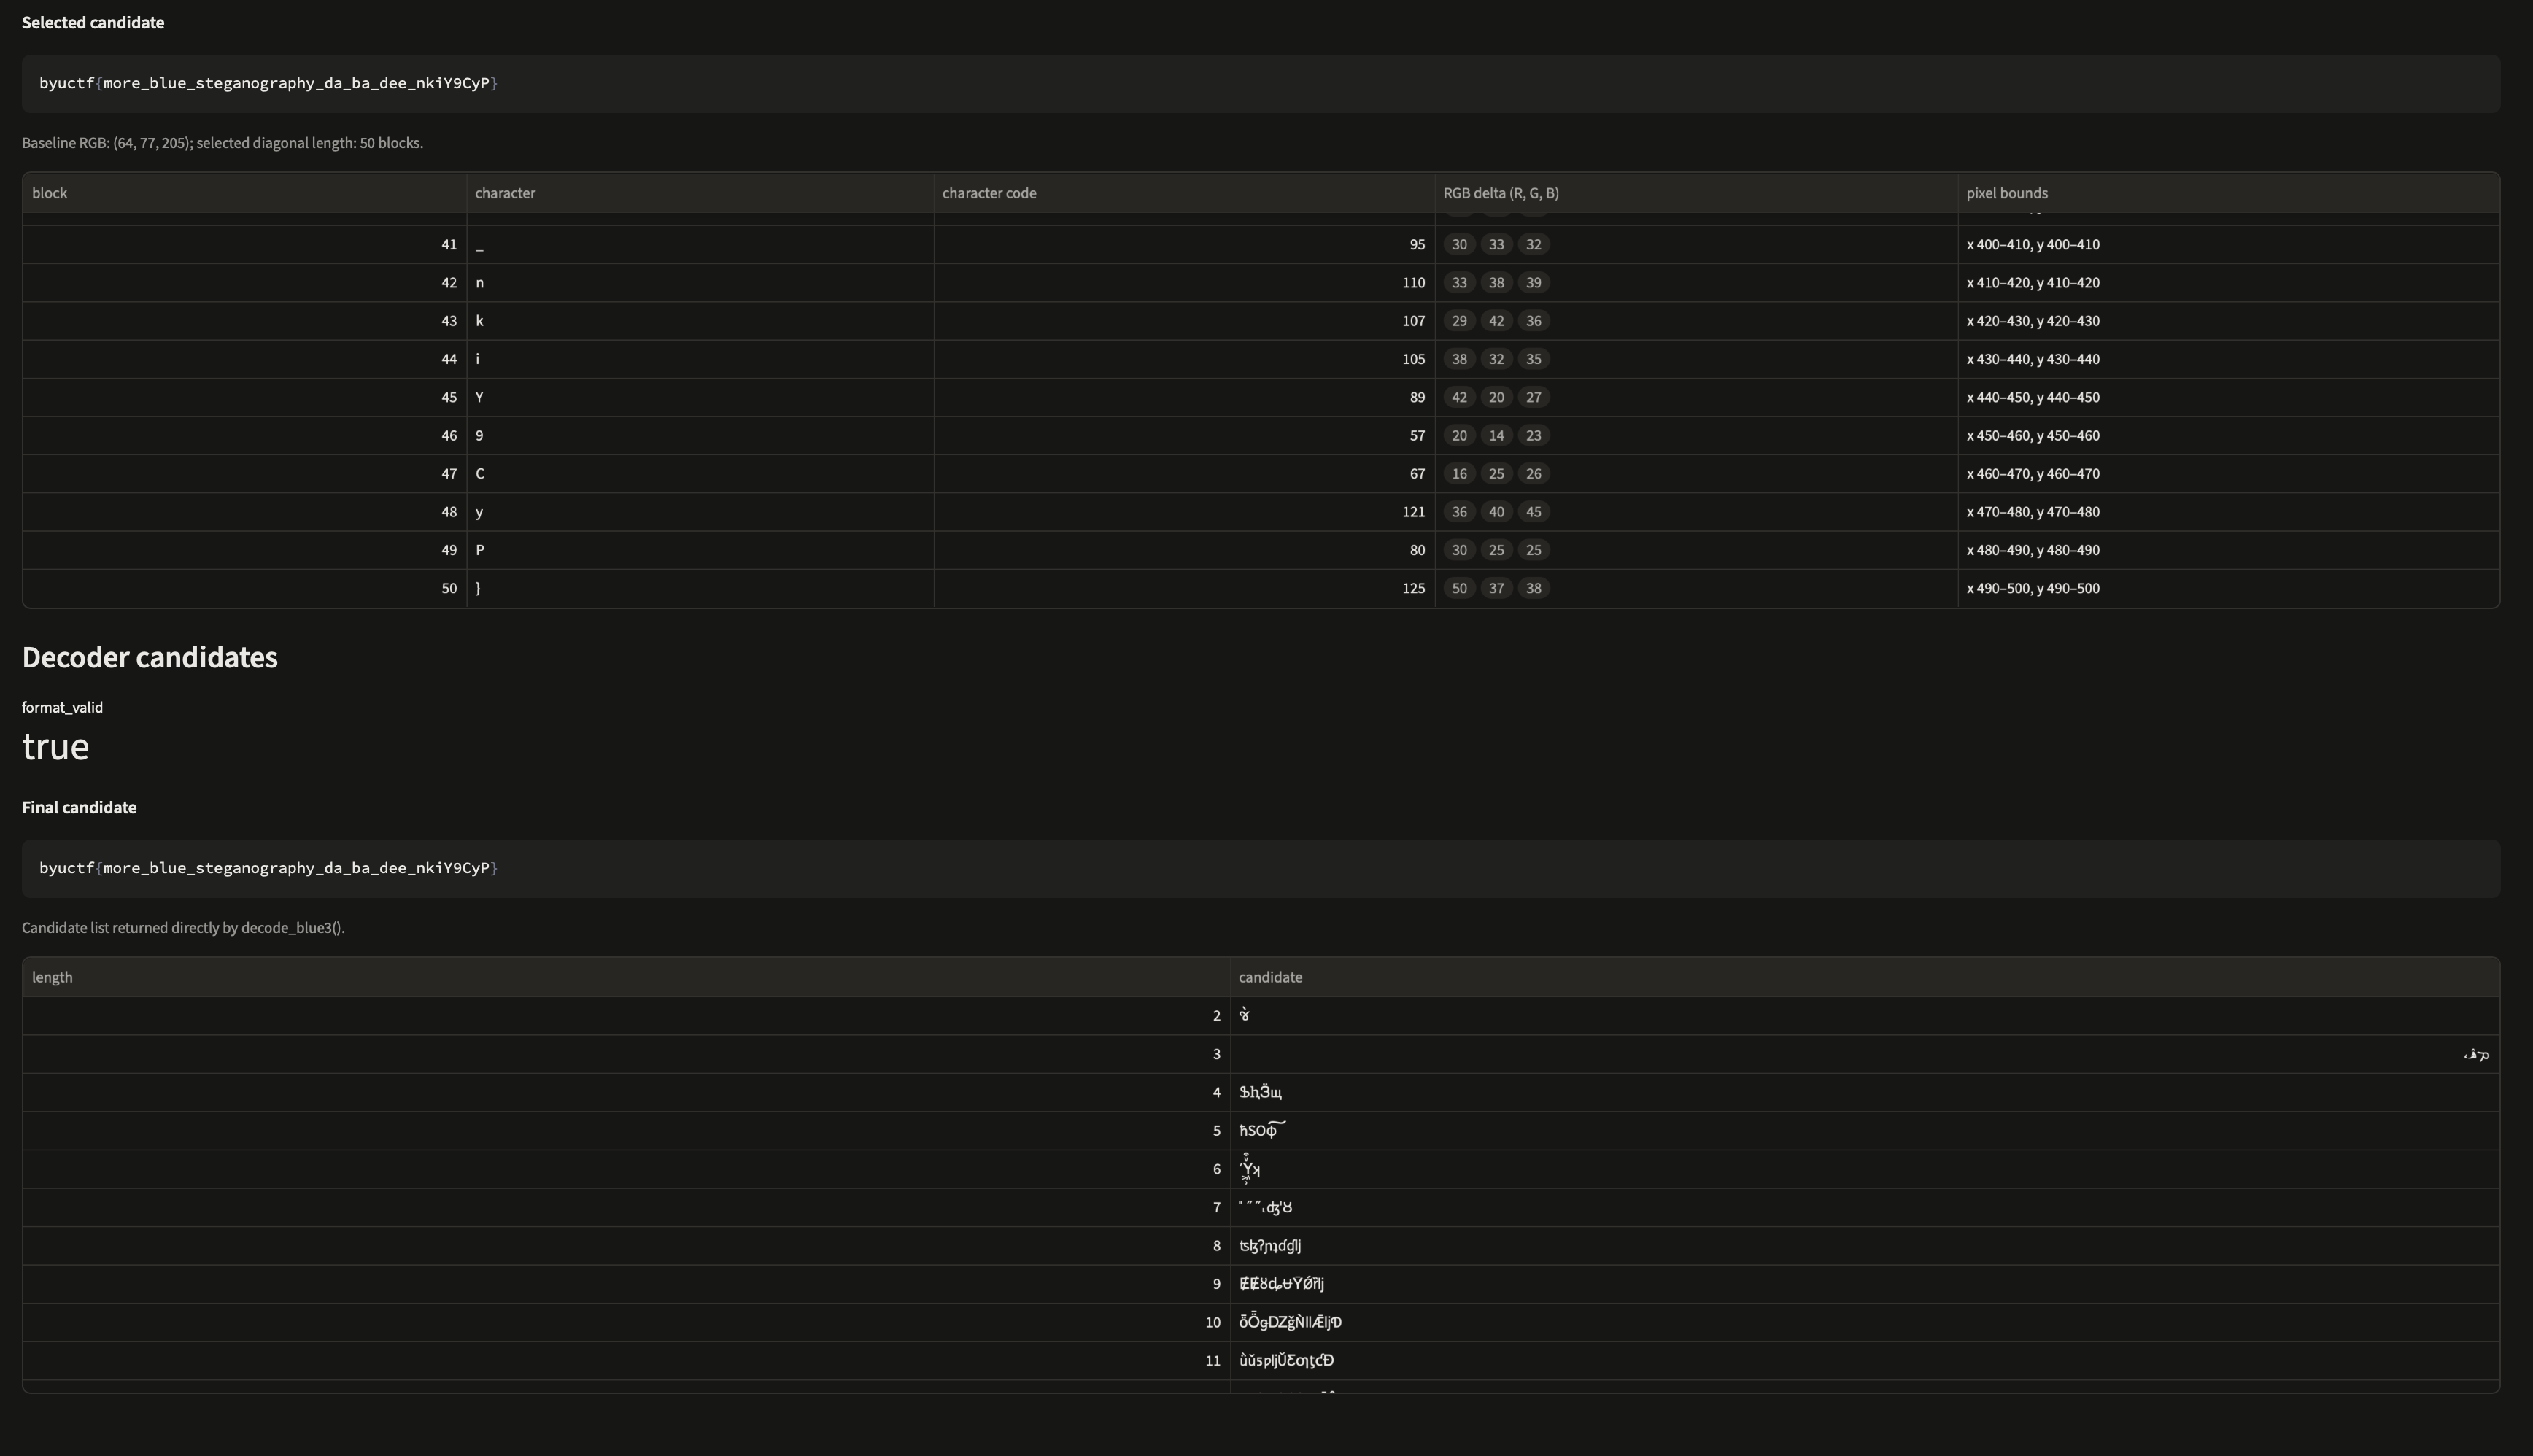 Selected candidate
byuctf{more_blue_steganography_da_ba_dee_nkiY9CyP}
Baseline RGB: (64, 77, 205); selected diagonal length: 50 blocks.
block character character code RGB delta (R, G, B) pixel bounds
41 _ 95 30 33 32 x 400–410, y 400–410
42 n 110 33 38 39 x 410–420, y 410–420
43 k 107 29 42 36 x 420–430, y 420–430
44 i 105 38 32 35 x 430–440, y 430–440
45 Y 89 42 20 27 x 440–450, y 440–450
46 9 57 20 14 23 x 450–460, y 450–460
47 C 67 16 25 26 x 460–470, y 460–470
48 y 121 36 40 45 x 470–480, y 470–480
49 P 80 30 25 25 x 480–490, y 480–490
50 } 125 50 37 38 x 490–500, y 490–500
Decoder candidates
format_valid
true
Final candidate
byuctf{more_blue_steganography_da_ba_dee_nkiY9CyP}
Candidate list returned directly by decode_blue3().
length candidate
2
3
4
5
6
7
8
9
10
11